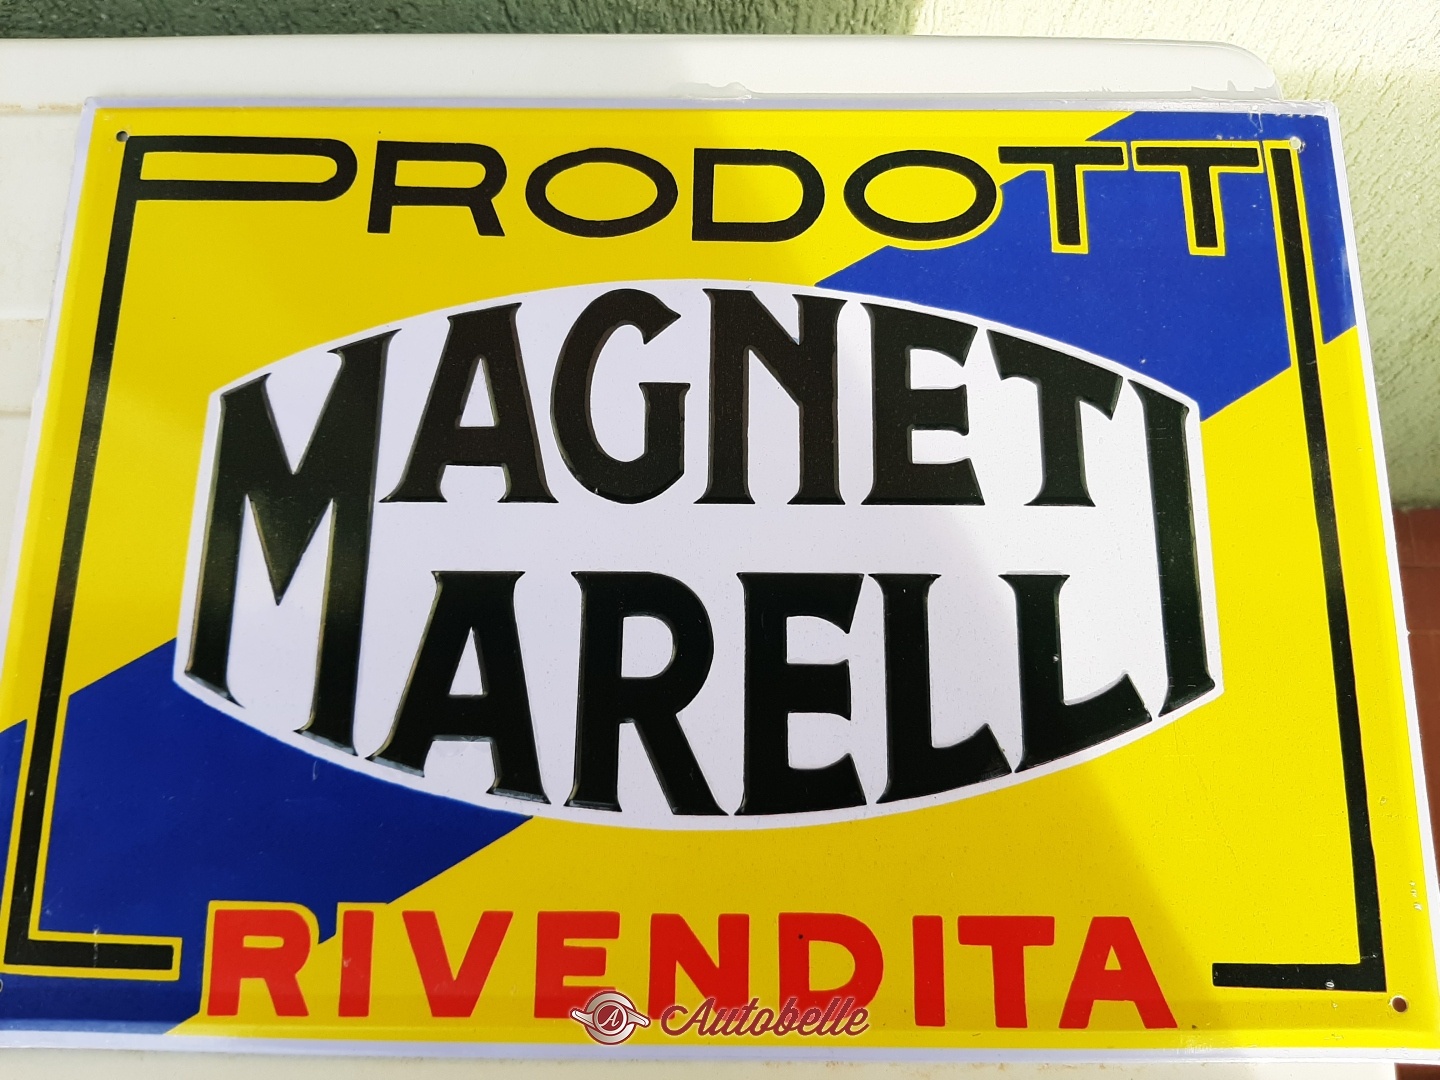 PRODOTTI
MAGNETI
MARELLI
RIVENDITA
A Autobelle